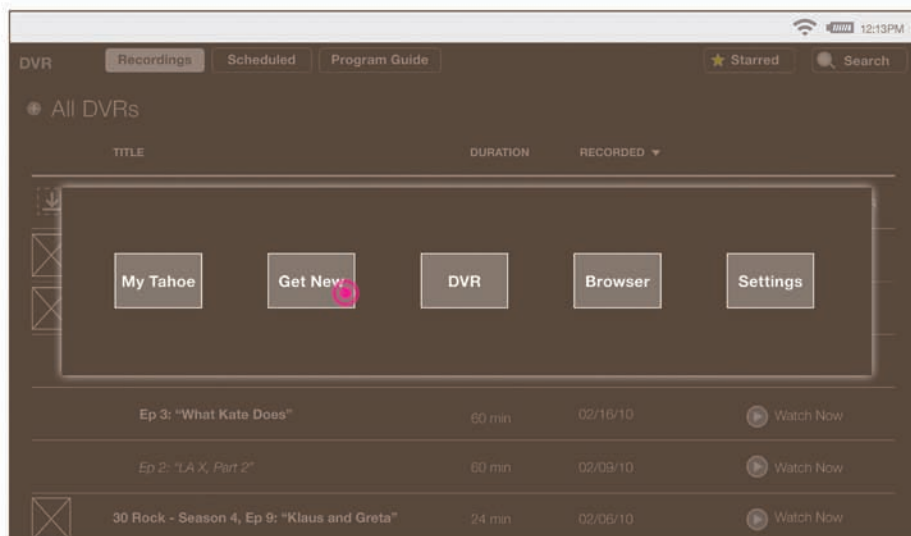 12:13PM
DVR Recordings Scheduled Program Guide Starred Search
All DVRs
TITLE DURATION RECORDED
My Tahoe Get New DVR Browser Settings
Ep 3: “What Kate Does” 60 min 02/16/10 Watch Now
Ep 2: “LA X, Part 2” 60 min 02/09/10 Watch Now
30 Rock - Season 4, Ep 9: “Klaus and Greta” 24 min 02/06/10 Watch Now